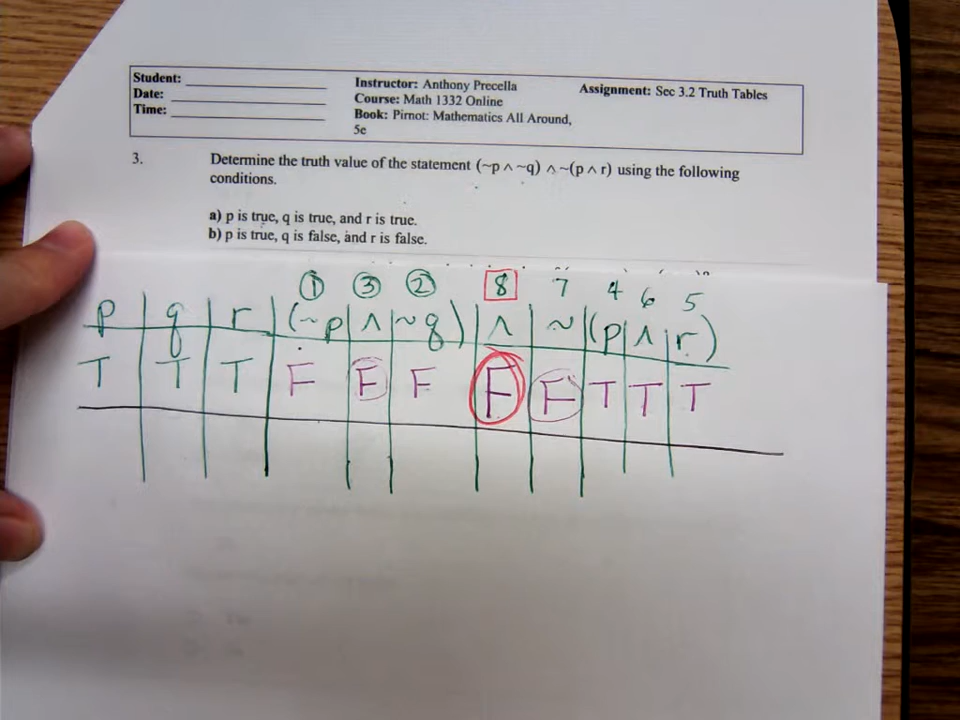 Student: Instructor: Anthony Precella Assignment: Sec 3.2 Truth Tables
Date: Course: Math 1332 Online
Time: Book: Pirnot: Mathematics All Around,
5e
3. Determine the truth value of the statement (~p ∧ ~q) ∧ ~(p ∧ r) using the following
conditions.
a) p is true, q is true, and r is true.
b) p is true, q is false, and r is false.
① ③ ② 8 7 4 6 5
p q r (~p ∧ ~q) ∧ ~ (p ∧ r)
T T T F F F F F T T T